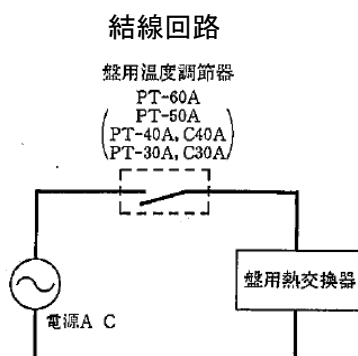 結線回路
盤用温度調節器
PT-60A
PT-50A
PT-40A, C40A
PT-30A, C30A
盤用熱交換器
電源A C